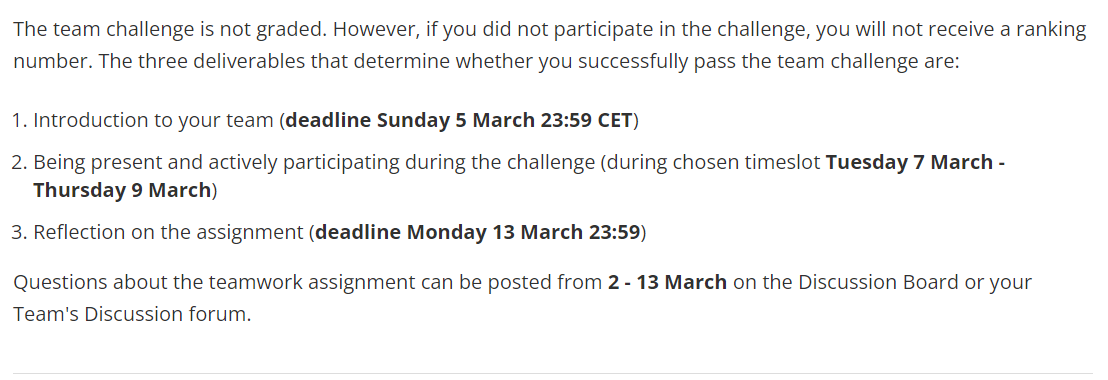 The team challenge is not graded. However, if you did not participate in the challenge, you will not receive a ranking
number. The three deliverables that determine whether you successfully pass the team challenge are:
1. Introduction to your team (deadline Sunday 5 March 23:59 CET)
2. Being present and actively participating during the challenge (during chosen timeslot Tuesday 7 March -
Thursday 9 March)
3. Reflection on the assignment (deadline Monday 13 March 23:59)
Questions about the teamwork assignment can be posted from 2 - 13 March on the Discussion Board or your
Team's Discussion forum.